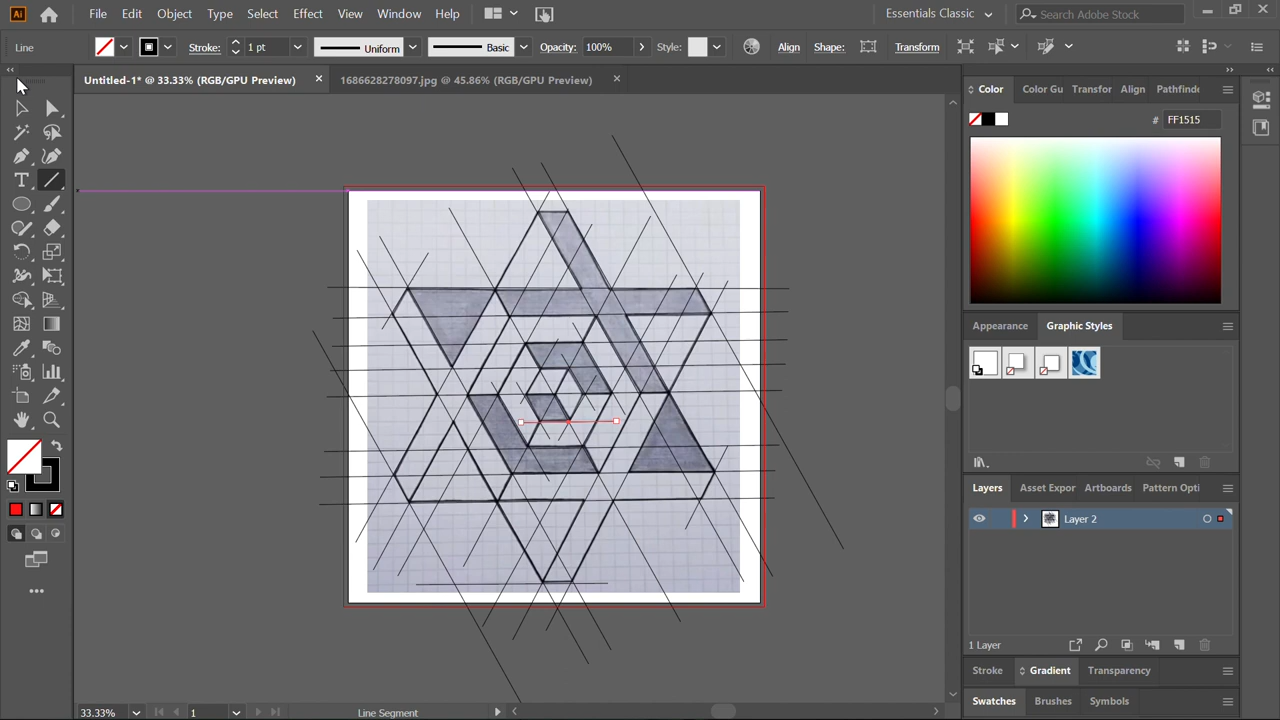 Ai File Edit Object Type Select Effect View Window Help Essentials Classic Search Adobe Stock
Line Stroke: 1 pt Uniform Basic Opacity: 100% Style: Align Shape: Transform
Untitled-1* @ 33.33% (RGB/GPU Preview) × 1686628278097.jpg @ 45.86% (RGB/GPU Preview) ×
Color Color Gu Transfor Align Pathfinde
# FF1515
Appearance Graphic Styles
Layers Asset Expor Artboards Pattern Opti
Layer 2
1 Layer
Stroke Gradient Transparency
Swatches Brushes Symbols
33.33% 1 Line Segment